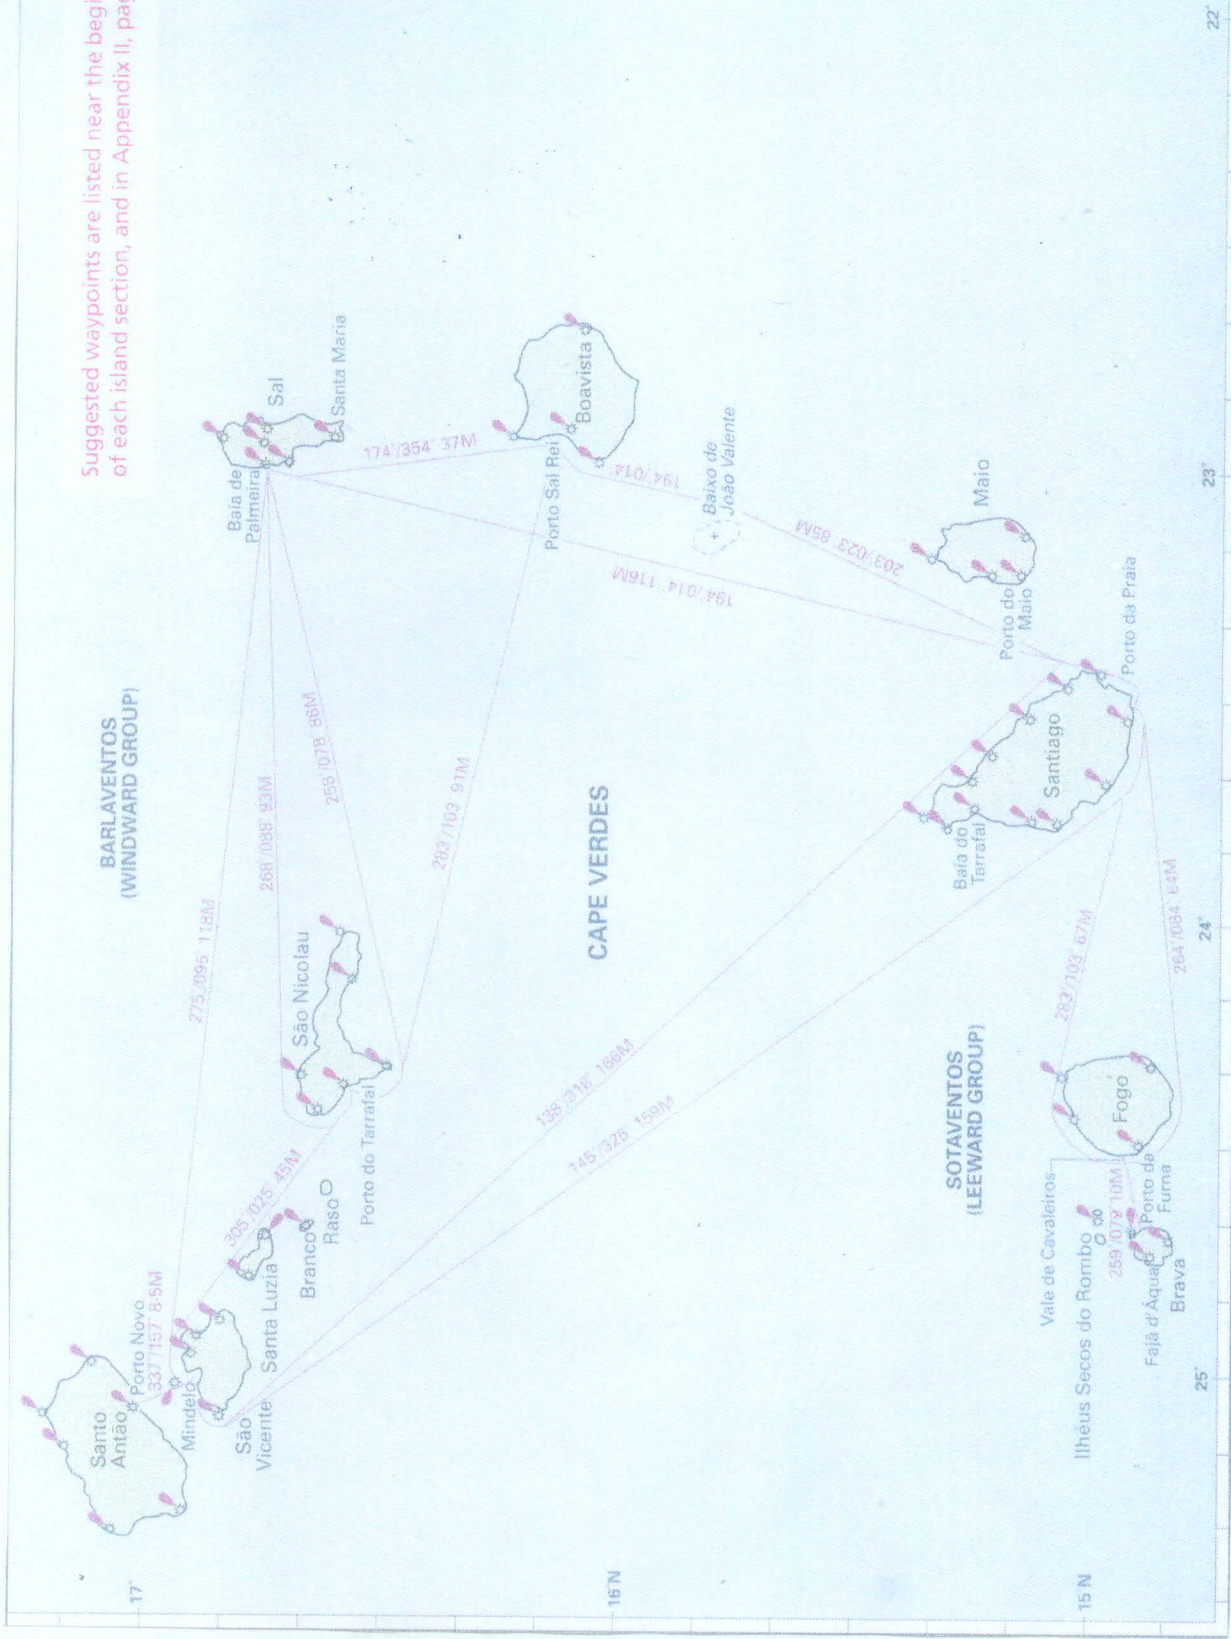 Suggested waypoints are listed near the begi
of each island section, and in Appendix II, pag
BARLAVENTOS
(WINDWARD GROUP)
17°
Santo
Antão
Porto Novo
337°/157° 8·5M
Mindelo
São
Vicente
Santa Luzia
Branco
Raso
275°/095° 118M
268°/088° 93M
258°/078° 86M
283°/103° 91M
São Nicolau
Porto do Tarrafal
Baia de
Palmeira
Sal
Santa Maria
174°/354° 37M
Porto Sal Rei
Boavista
194°/014°
Baixo de
João Valente
203°/023° 85M
194°/014° 116M
CAPE VERDES
16°N
138°/318° 166M
145°/325° 159M
Maio
Porto do
Maio
Porto da Praia
Santiago
Baía do
Tarrafal
SOTAVENTOS
(LEEWARD GROUP)
283°/103° 67M
264°/084° 64M
Fogo
Vale de Cavaleiros
Ilhéus Secos do Rombo
259°/079° 10M
Porto da
Furna
Fajã d'Água
Brava
15°N
25°
24°
23°
22°